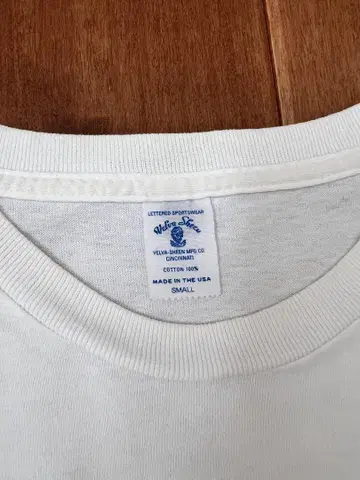 LETTERED SPORTSWEAR
Velva Sheen
VELVA-SHEEN MFG. CO.
CINCINNATI
COTTON 100%
MADE IN THE USA
SMALL